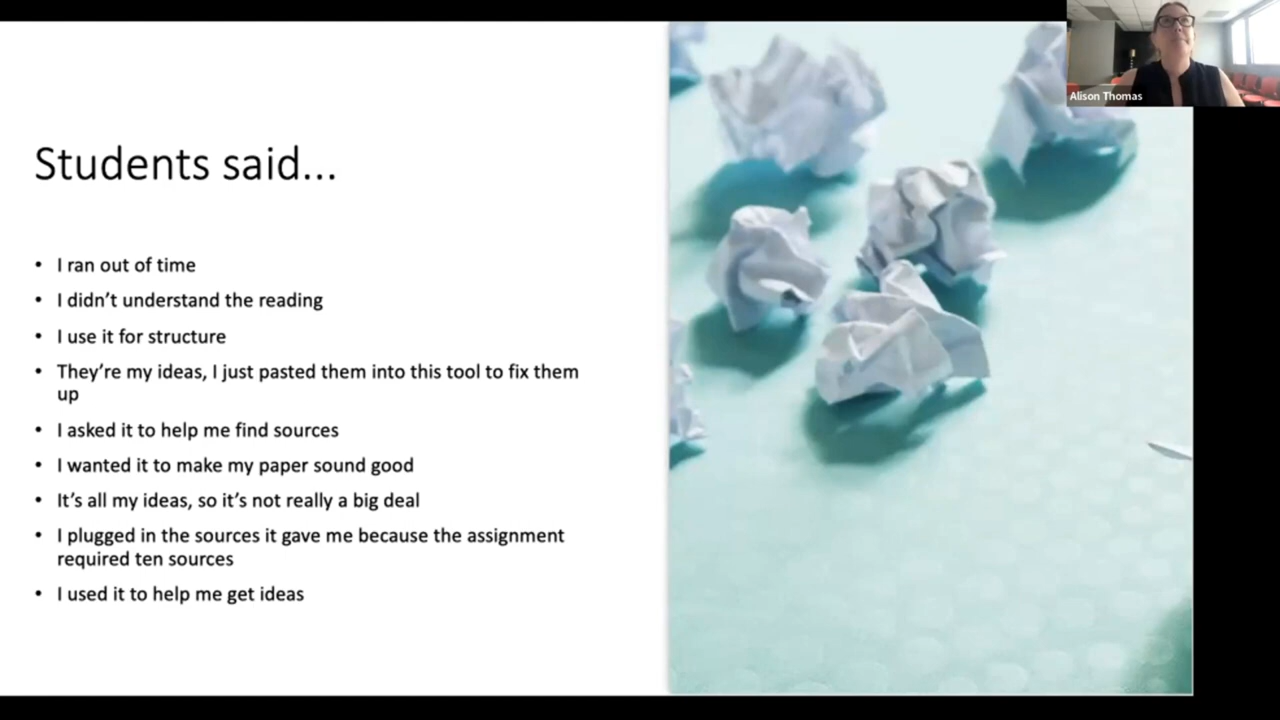 Alison Thomas
Students said...
• I ran out of time
• I didn't understand the reading
• I use it for structure
• They're my ideas, I just pasted them into this tool to fix them
up
• I asked it to help me find sources
• I wanted it to make my paper sound good
• It's all my ideas, so it's not really a big deal
• I plugged in the sources it gave me because the assignment
required ten sources
• I used it to help me get ideas